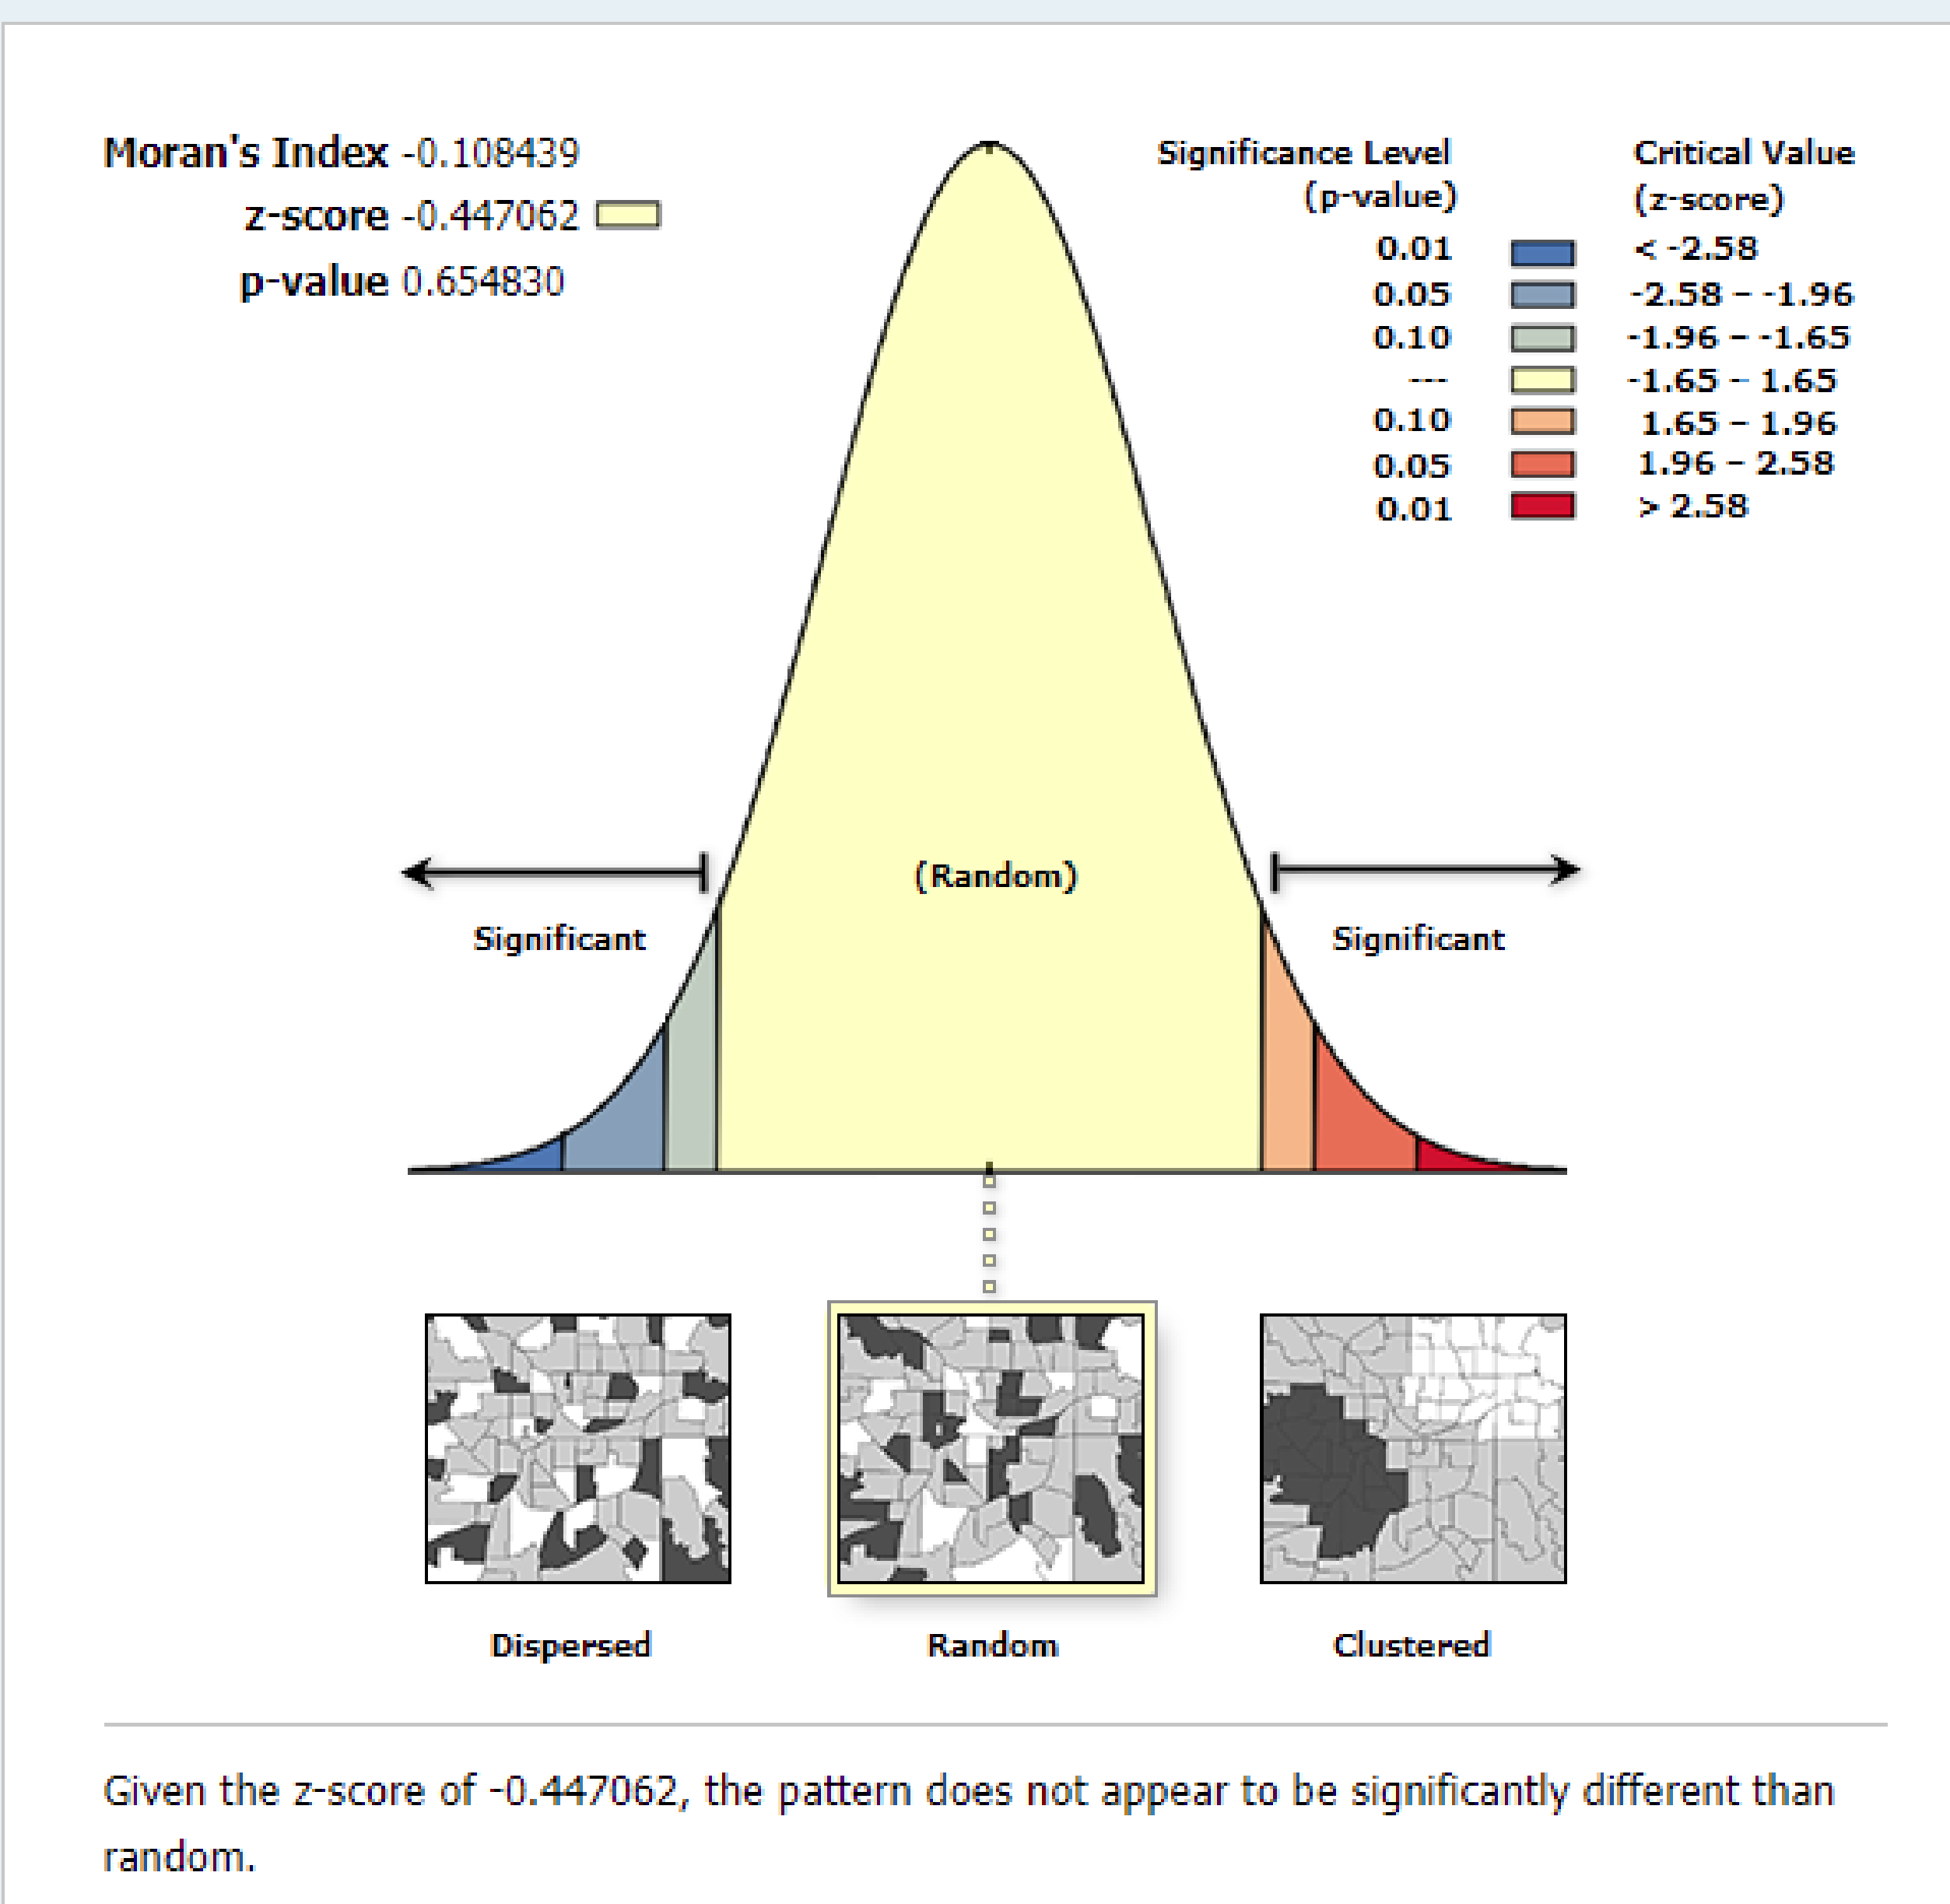 Moran's Index -0.108439
z-score -0.447062
p-value 0.654830
Significance Level
(p-value)
Critical Value
(z-score)
0.01 < -2.58
0.05 -2.58 – -1.96
0.10 -1.96 – -1.65
--- -1.65 – 1.65
0.10 1.65 – 1.96
0.05 1.96 – 2.58
0.01 > 2.58
(Random)
Significant
Significant
Dispersed
Random
Clustered
Given the z-score of -0.447062, the pattern does not appear to be significantly different than
random.